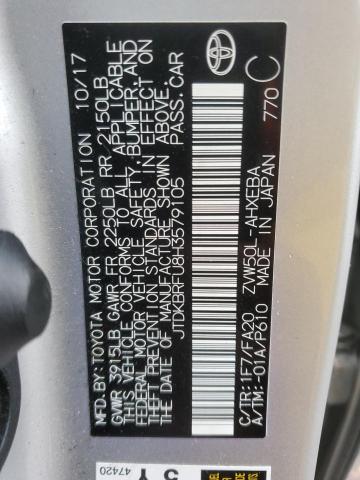 MFD.BY:TOYOTA MOTOR CORPORATION 10/17
GVWR 3915LB GAWR FR 2250LB RR 2150LB
THIS VEHICLE CONFORMS TO ALL APPLICABLE
FEDERAL MOTOR VEHICLE SAFETY, BUMPER, AND
THEFT PREVENTION STANDARDS IN EFFECT ON
THE DATE OF MANUFACTURE SHOWN ABOVE.
JTDKBRFU8H3579105 PASS.CAR
C/TR:1F7/FA20 ZVW50L-AHXEBA
A/TM:-01A/P610 MADE IN JAPAN 770 C
TOYOTA
47420
5 Y